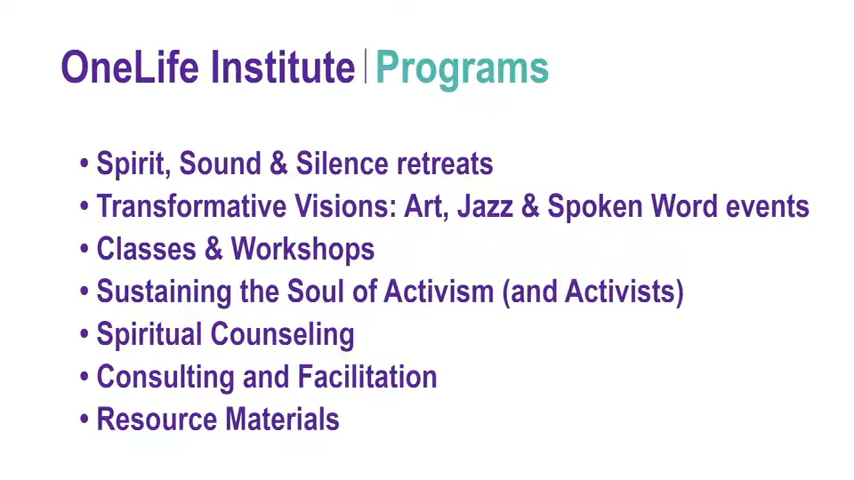 OneLife Institute | Programs
• Spirit, Sound & Silence retreats
• Transformative Visions: Art, Jazz & Spoken Word events
• Classes & Workshops
• Sustaining the Soul of Activism (and Activists)
• Spiritual Counseling
• Consulting and Facilitation
• Resource Materials